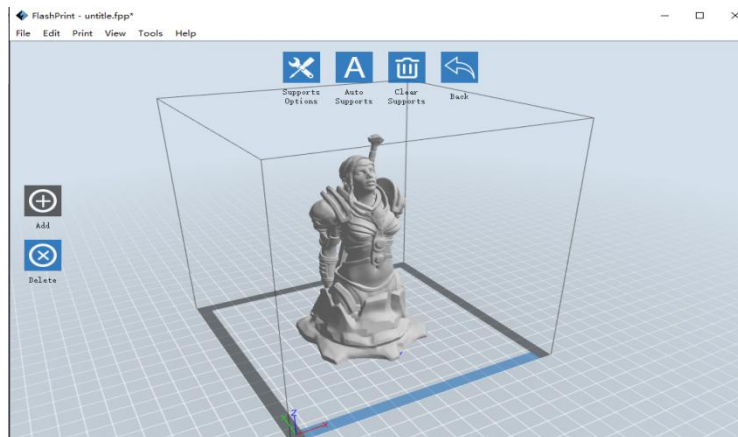 FlashPrint - untitle.fpp*
File Edit Print View Tools Help
Supports Options
Auto Supports
Clear Supports
Back
Add
Delete
Z